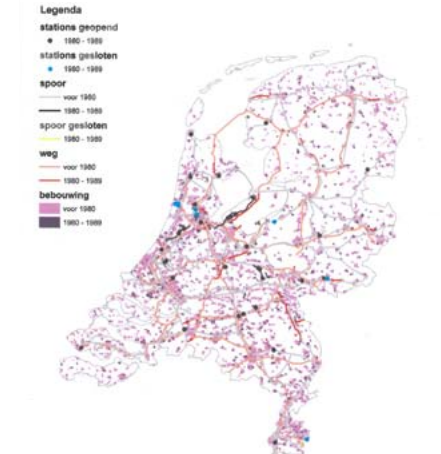 Legenda
stations geopend
1980 - 1989
stations gesloten
1980 - 1989
spoor
voor 1980
1980 - 1989
spoor gesloten
1980 - 1989
weg
voor 1980
1980 - 1989
bebouwing
voor 1980
1980 - 1989